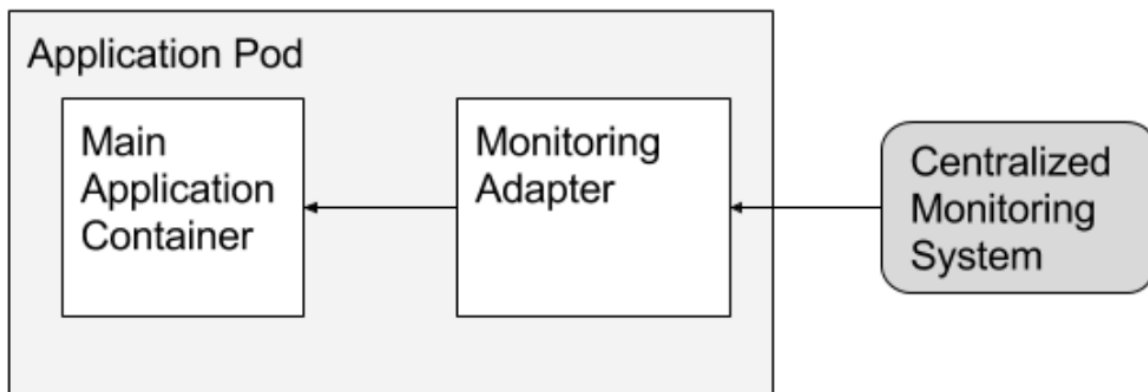 Application Pod
Main
Application
Container
Monitoring
Adapter
Centralized
Monitoring
System